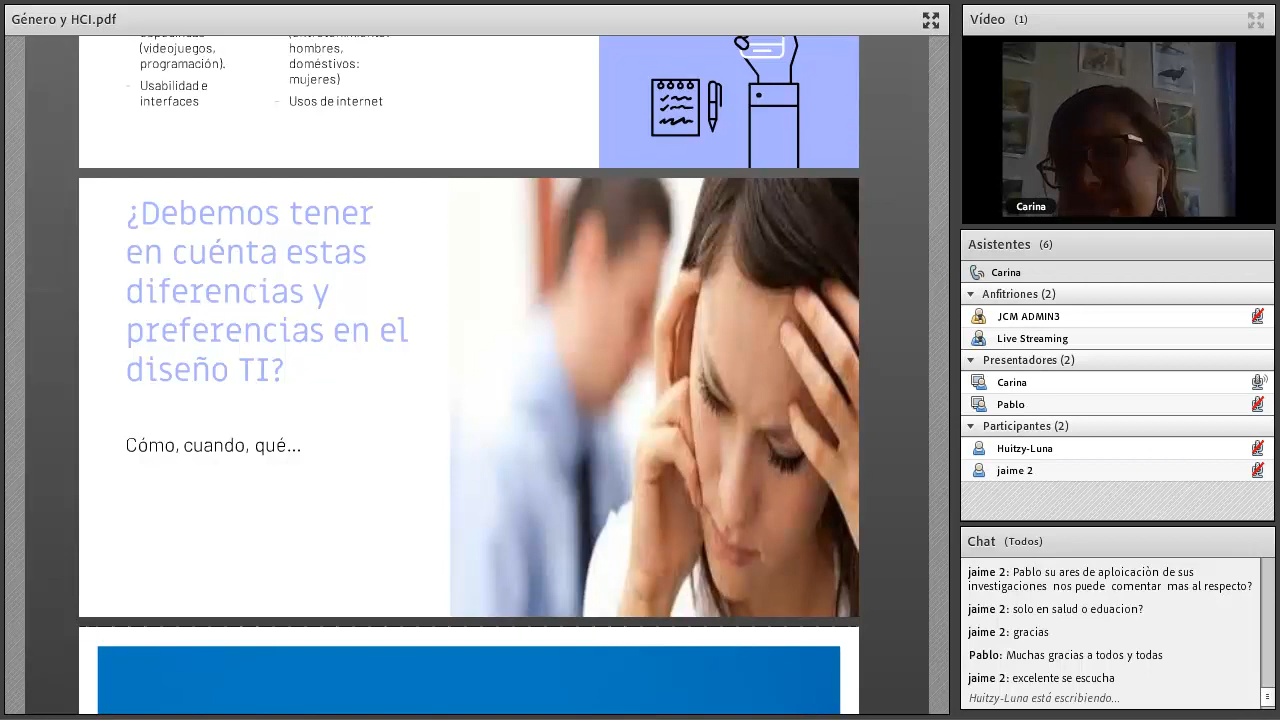 Género y HCI.pdf
(videojuegos,
programación).
- Usabilidad e
interfaces
hombres,
doméstivos:
mujeres)
- Usos de internet
¿Debemos tener
en cuénta estas
diferencias y
preferencias en el
diseño TI?
Cómo, cuando, qué...
Vídeo (1)
Carina
Asistentes (6)
Carina
Anfitriones (2)
JCM ADMIN3
Live Streaming
Presentadores (2)
Carina
Pablo
Participantes (2)
Huitzy-Luna
jaime 2
Chat (Todos)
jaime 2: Pablo su ares de aploicaciòn de sus
investigaciones nos puede comentar mas al respecto?
jaime 2: solo en salud o eduacion?
jaime 2: gracias
Pablo: Muchas gracias a todos y todas
jaime 2: excelente se escucha
Huitzy-Luna está escribiendo...